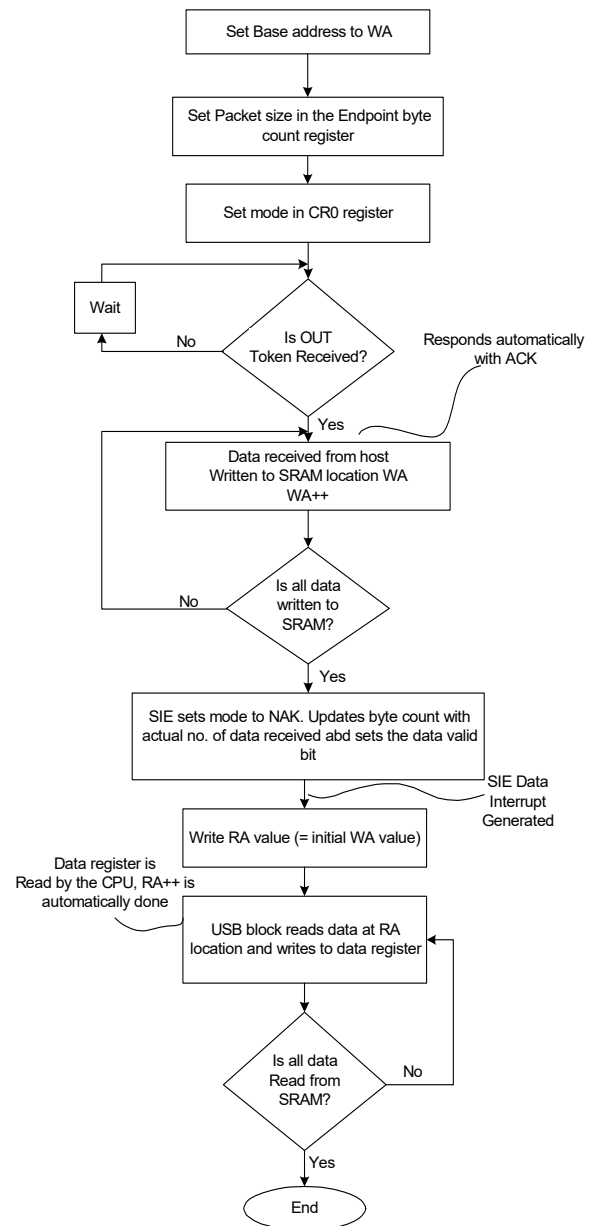 Set Base address to WA
Set Packet size in the Endpoint byte
count register
Set mode in CR0 register
Wait
No
Is OUT
Token Received?
Responds automatically
with ACK
Yes
Data received from host
Written to SRAM location WA
WA++
Is all data
written to
SRAM?
No
Yes
SIE sets mode to NAK. Updates byte count with
actual no. of data received abd sets the data valid
bit
SIE Data
Interrupt
Generated
Write RA value (= initial WA value)
Data register is
Read by the CPU, RA++ is
automatically done
USB block reads data at RA
location and writes to data register
Is all data
Read from
SRAM?
No
Yes
End